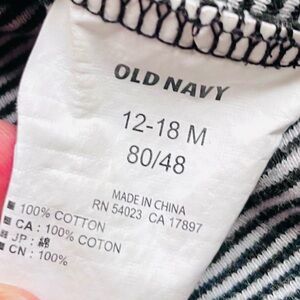 OLD NAVY
12-18 M
80/48
MADE IN CHINA
RN 54023 CA 17897
100% COTTON
CA : 100% COTON
JP : 綿
CN : 100%